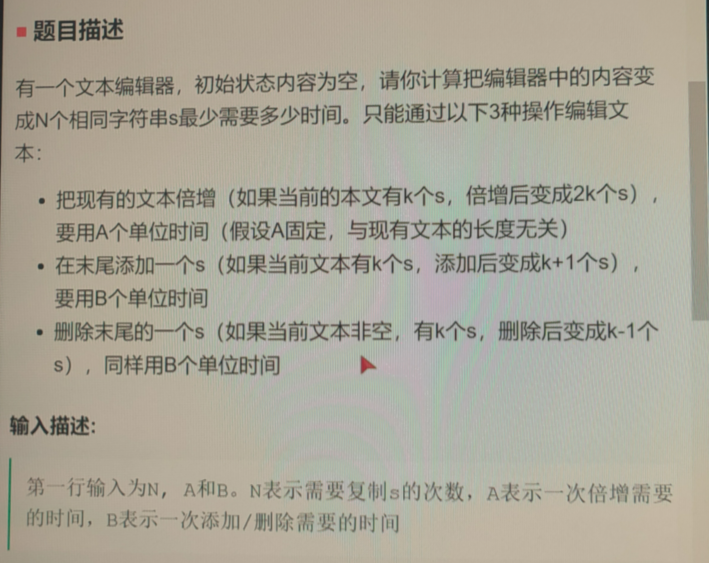 题目描述
有一个文本编辑器，初始状态内容为空，请你计算把编辑器中的内容变
成N个相同字符串s最少需要多少时间。只能通过以下3种操作编辑文
本：
把现有的文本倍增（如果当前的本文有k个s，倍增后变成2k个s），
要用A个单位时间（假设A固定，与现有文本的长度无关）
在末尾添加一个s（如果当前文本有k个s，添加后变成k+1个s），
要用B个单位时间
删除末尾的一个s（如果当前文本非空，有k个s，删除后变成k-1个
s），同样用B个单位时间
输入描述:
第一行输入为N, A和B。N表示需要复制s的次数，A表示一次倍增需要
的时间，B表示一次添加/删除需要的时间